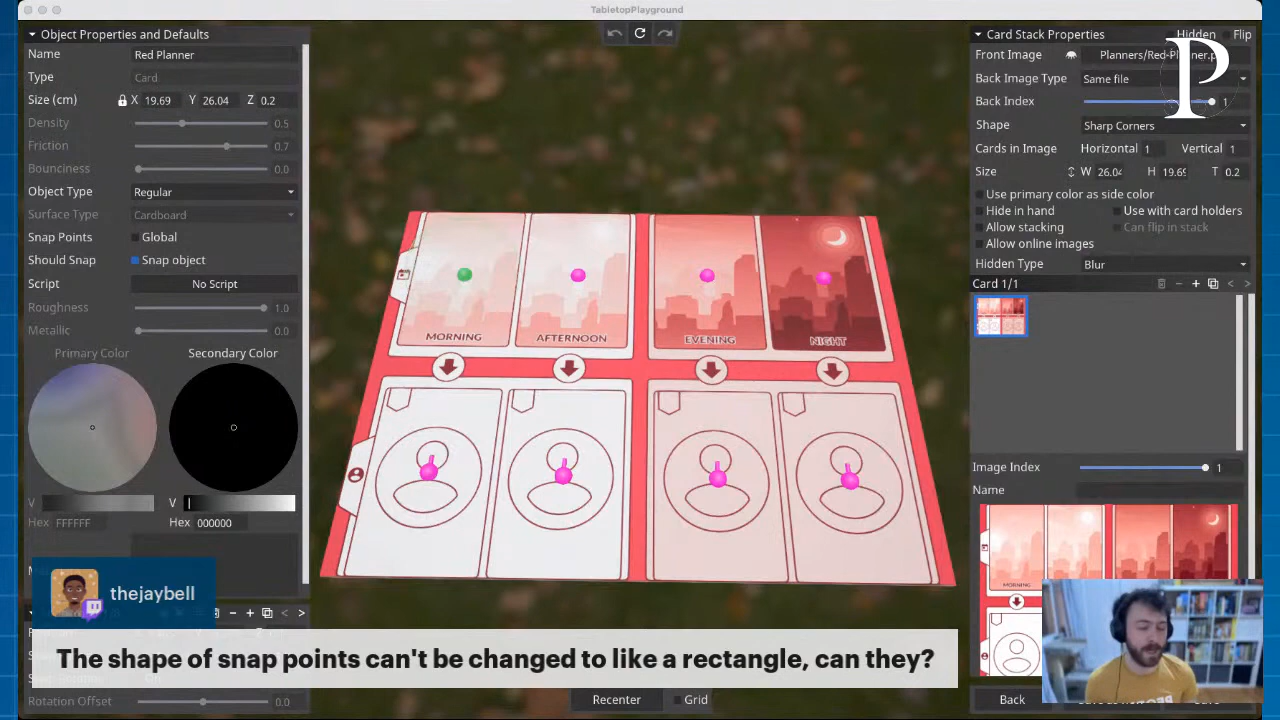 TabletopPlayground
Object Properties and Defaults
Name Red Planner
Type Card
Size (cm) X 19.69 Y 26.04 Z 0.2
Density 0.5
Friction 0.7
Bounciness 0.0
Object Type Regular
Surface Type Cardboard
Snap Points Global
Should Snap Snap object
Script No Script
Roughness 1.0
Metallic 0.0
Primary Color Secondary Color
V V
Hex FFFFFF Hex 000000
Rotation Offset 0.0
MORNING AFTERNOON EVENING NIGHT
Recenter Grid
Card Stack Properties Hidden Flip
Front Image
Back Image Type Same file
Back Index 1
Shape Sharp Corners
Cards in Image Horizontal 1 Vertical 1
Size W 26.04 H 19.69 T 0.2
Use primary color as side color
Hide in hand Use with card holders
Allow stacking Can flip in stack
Allow online images
Hidden Type Blur
Card 1/1
Image Index 1
Name
MORNING
Back
P
thejaybell
The shape of snap points can't be changed to like a rectangle, can they?